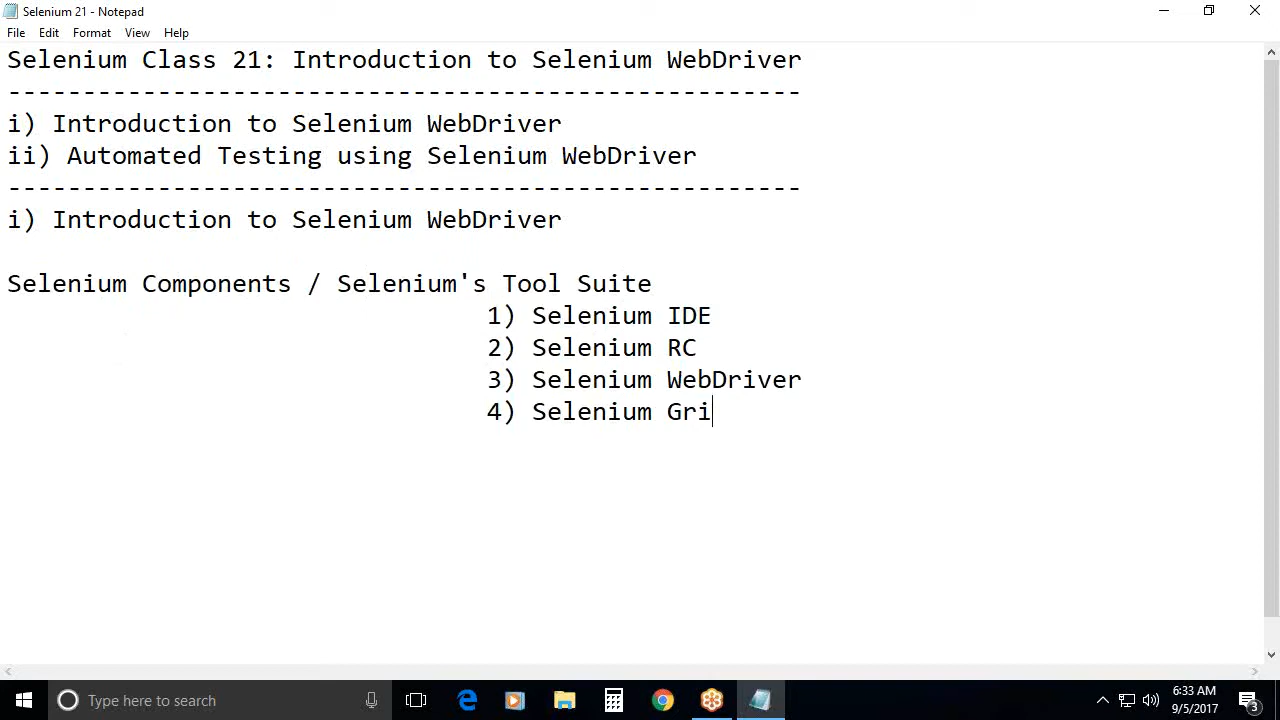 Selenium 21 - Notepad
File Edit Format View Help
Selenium Class 21: Introduction to Selenium WebDriver
-----------------------------------------------------
i) Introduction to Selenium WebDriver
ii) Automated Testing using Selenium WebDriver
-----------------------------------------------------
i) Introduction to Selenium WebDriver
Selenium Components / Selenium's Tool Suite
1) Selenium IDE
2) Selenium RC
3) Selenium WebDriver
4) Selenium Gri
Type here to search
6:33 AM
9/5/2017
3